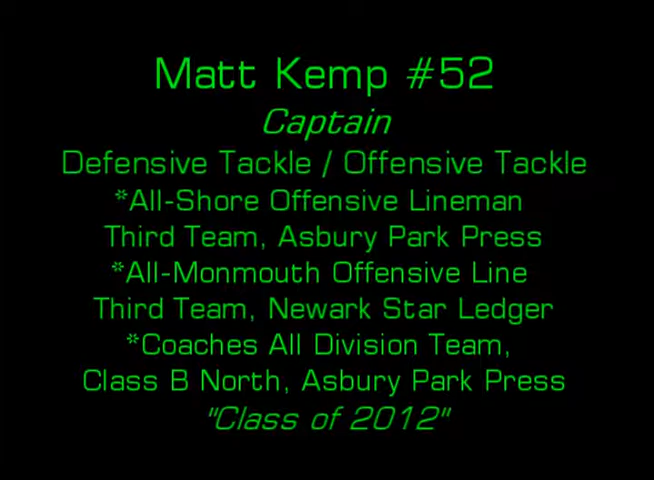 Matt Kemp #52
Captain
Defensive Tackle / Offensive Tackle
*All-Shore Offensive Lineman
Third Team, Asbury Park Press
*All-Monmouth Offensive Line
Third Team, Newark Star Ledger
*Coaches All Division Team,
Class B North, Asbury Park Press
"Class of 2012"